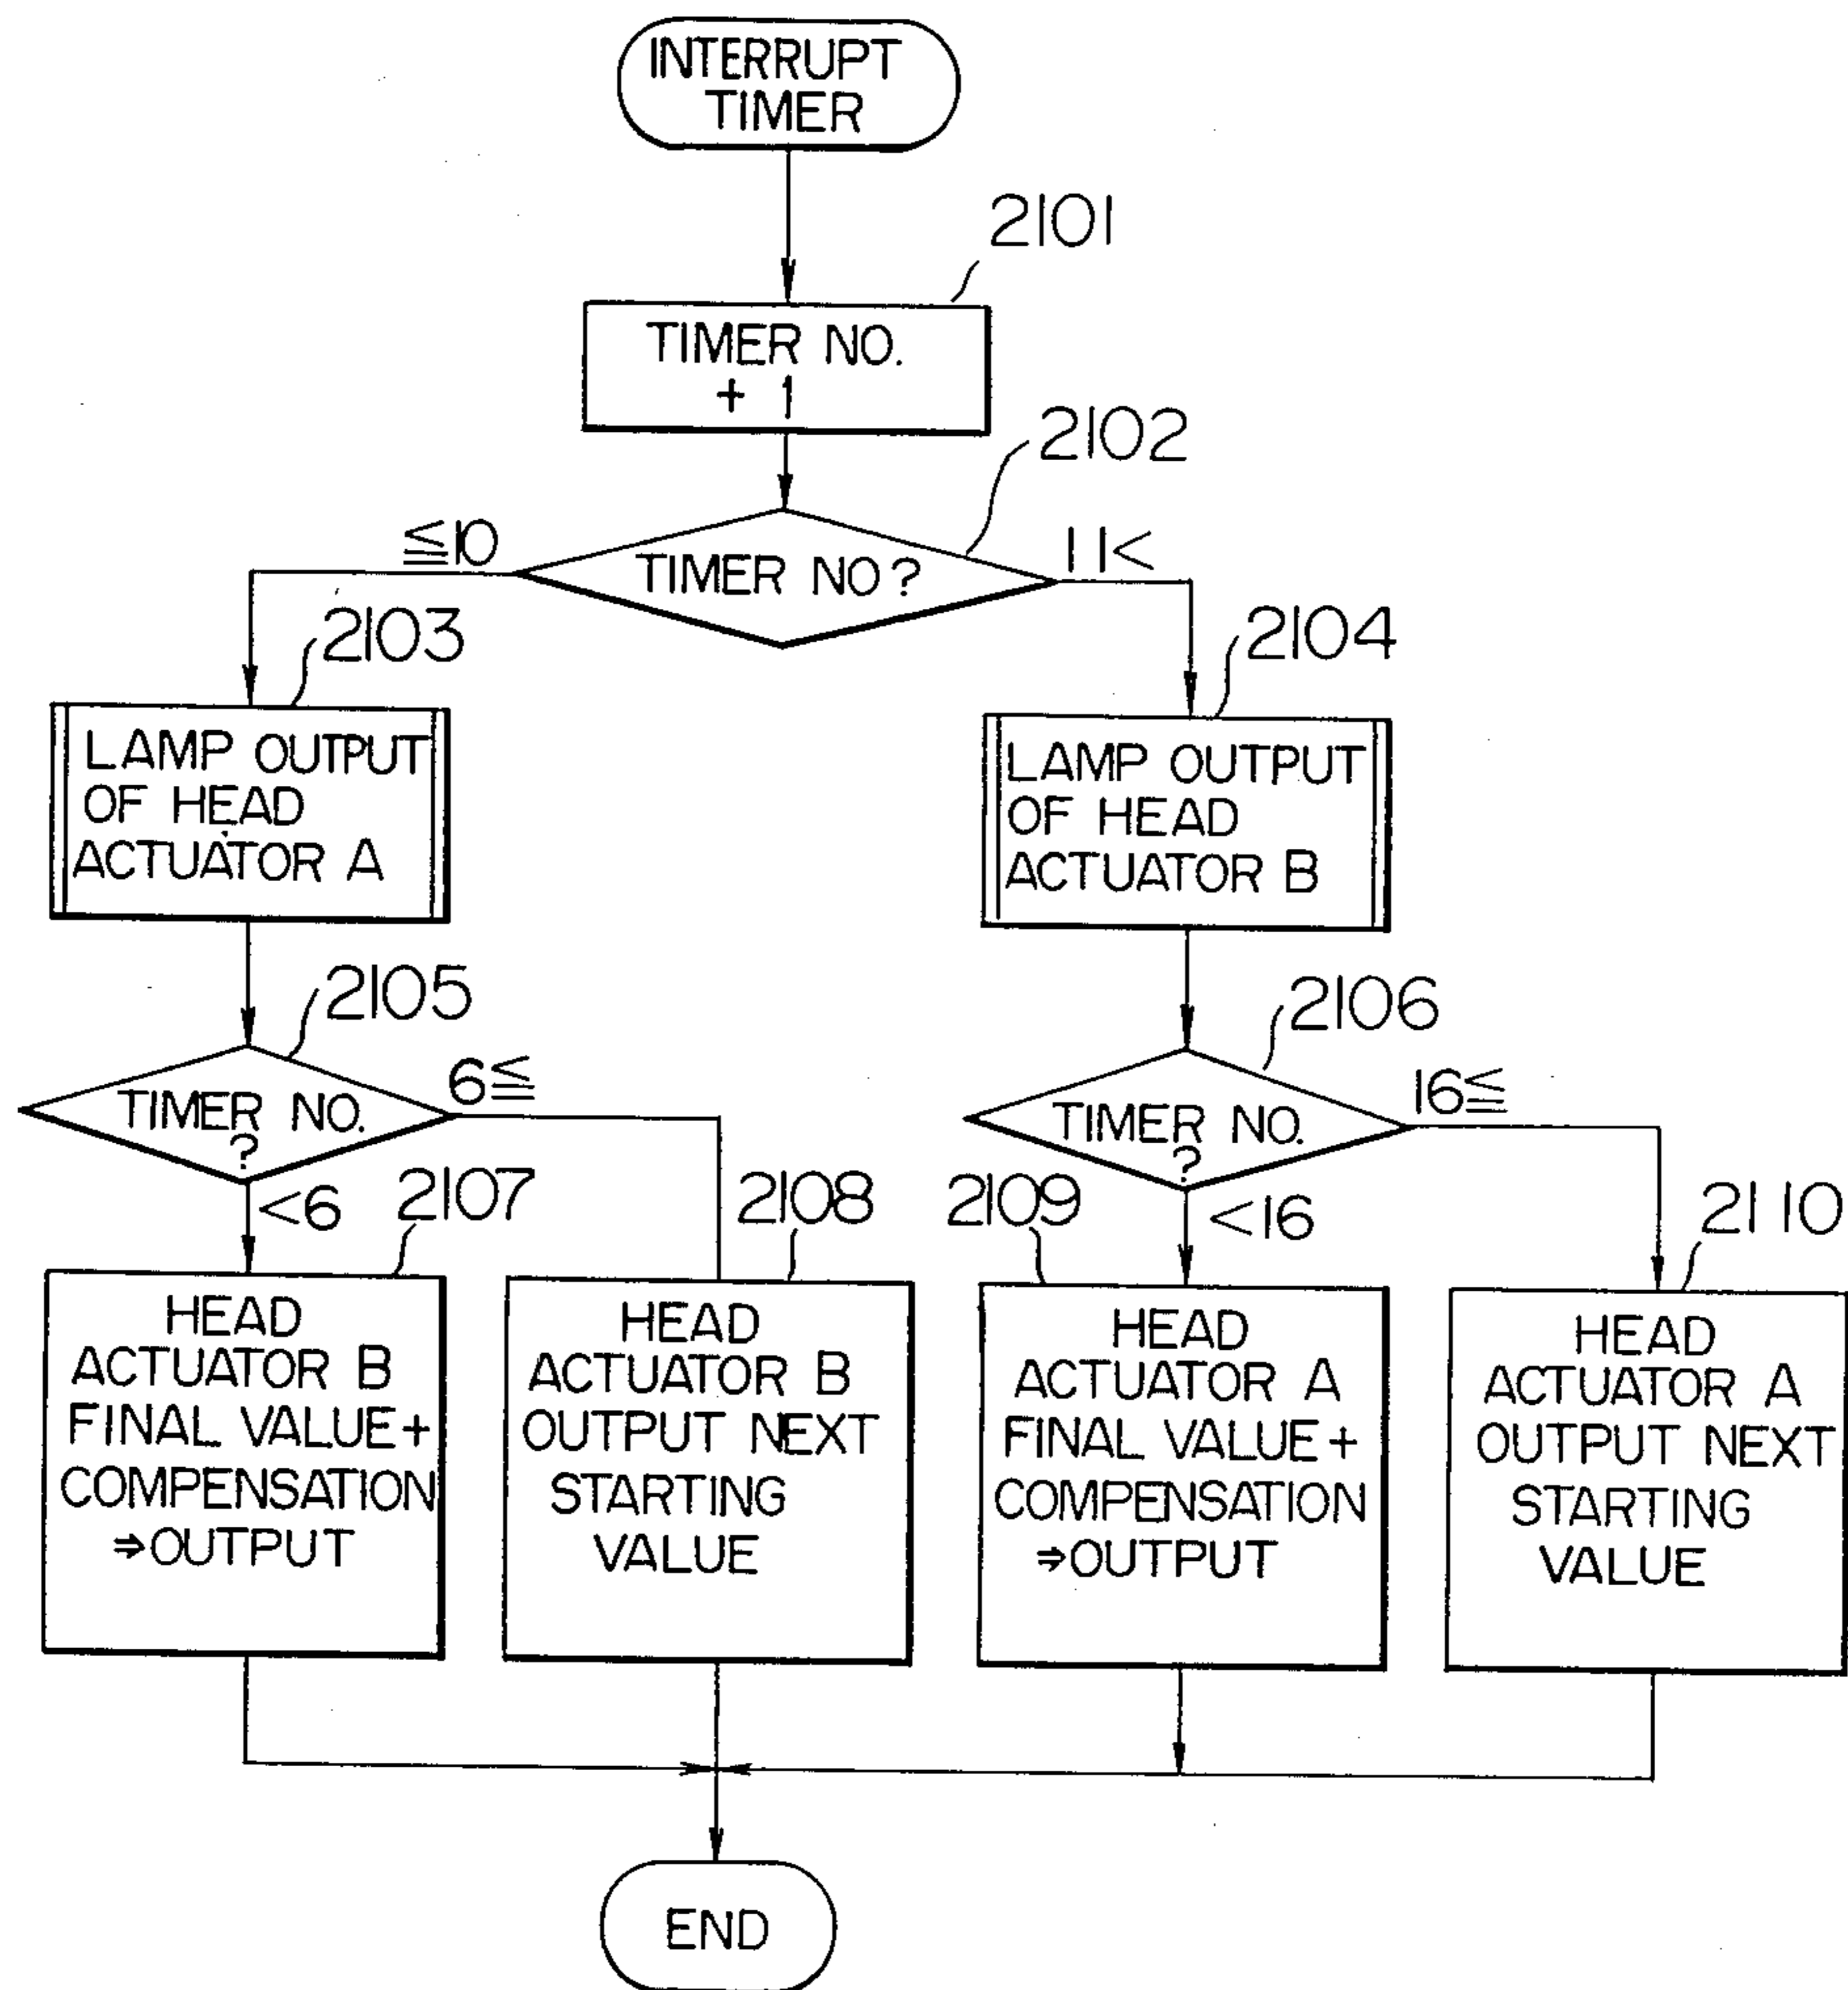 INTERRUPT
TIMER
2101
TIMER NO.
+ 1
2102
≦10
TIMER NO?
11<
2103
2104
LAMP OUTPUT
OF HEAD
ACTUATOR A
LAMP OUTPUT
OF HEAD
ACTUATOR B
2105
2106
TIMER NO.
?
6≦
TIMER NO.
?
16≦
<6
2107
2108
2109
<16
2110
HEAD
ACTUATOR B
FINAL VALUE+
COMPENSATION
⇒OUTPUT
HEAD
ACTUATOR B
OUTPUT NEXT
STARTING
VALUE
HEAD
ACTUATOR A
FINAL VALUE+
COMPENSATION
⇒OUTPUT
HEAD
ACTUATOR A
OUTPUT NEXT
STARTING
VALUE
END